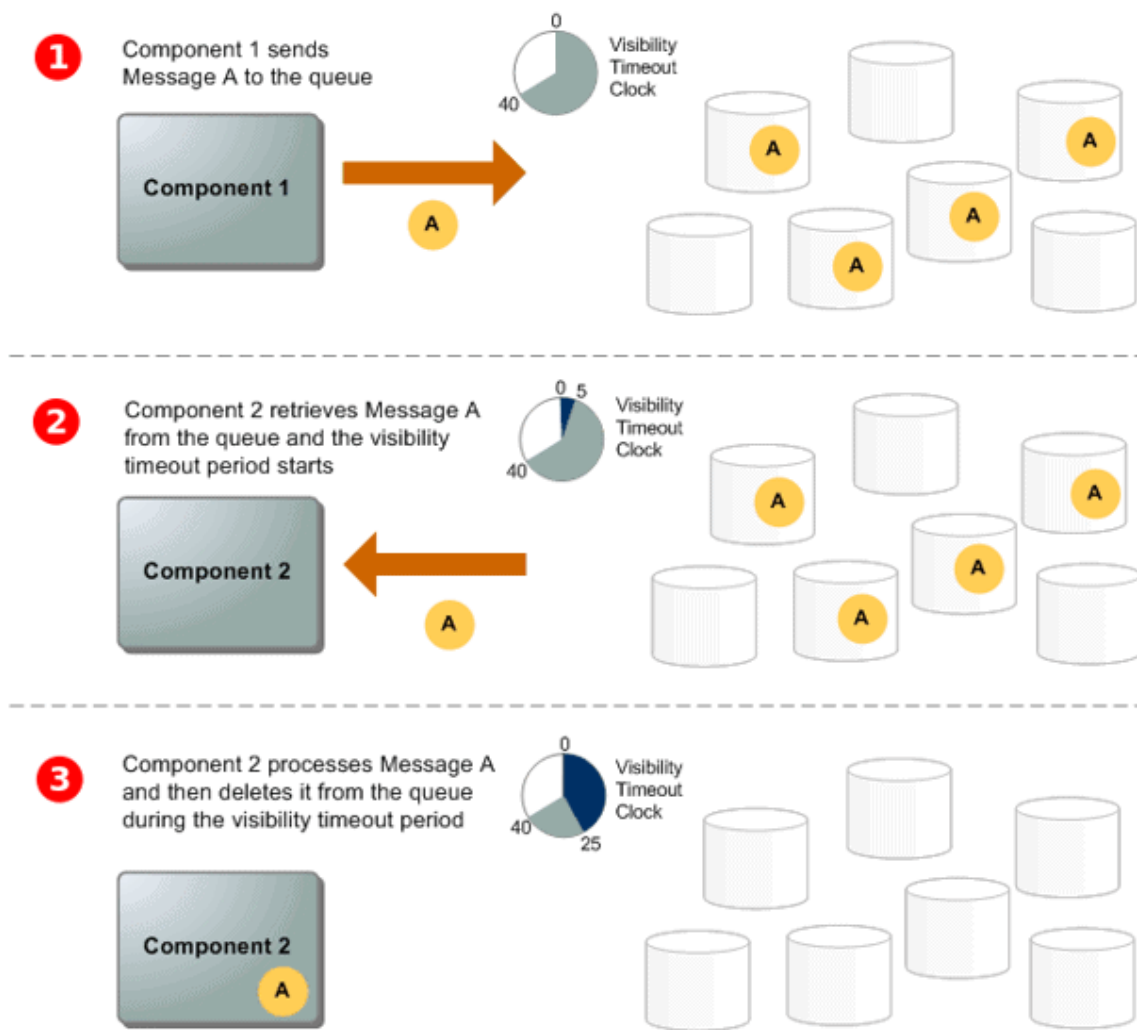 1
Component 1 sends
Message A to the queue
0
40
Visibility
Timeout
Clock
Component 1
A
A
A
A
A
2
Component 2 retrieves Message A
from the queue and the visibility
timeout period starts
0 5
40
Visibility
Timeout
Clock
Component 2
A
A
A
A
A
3
Component 2 processes Message A
and then deletes it from the queue
during the visibility timeout period
0
40
25
Visibility
Timeout
Clock
Component 2
A